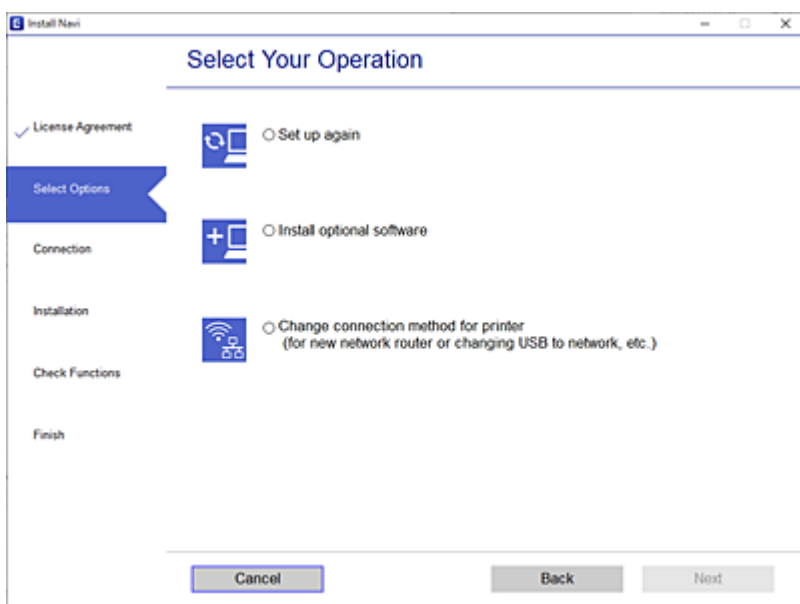 Install Navi
Select Your Operation
License Agreement
Select Options
Connection
Installation
Check Functions
Finish
Set up again
Install optional software
Change connection method for printer
(for new network router or changing USB to network, etc.)
Cancel
Back
Next